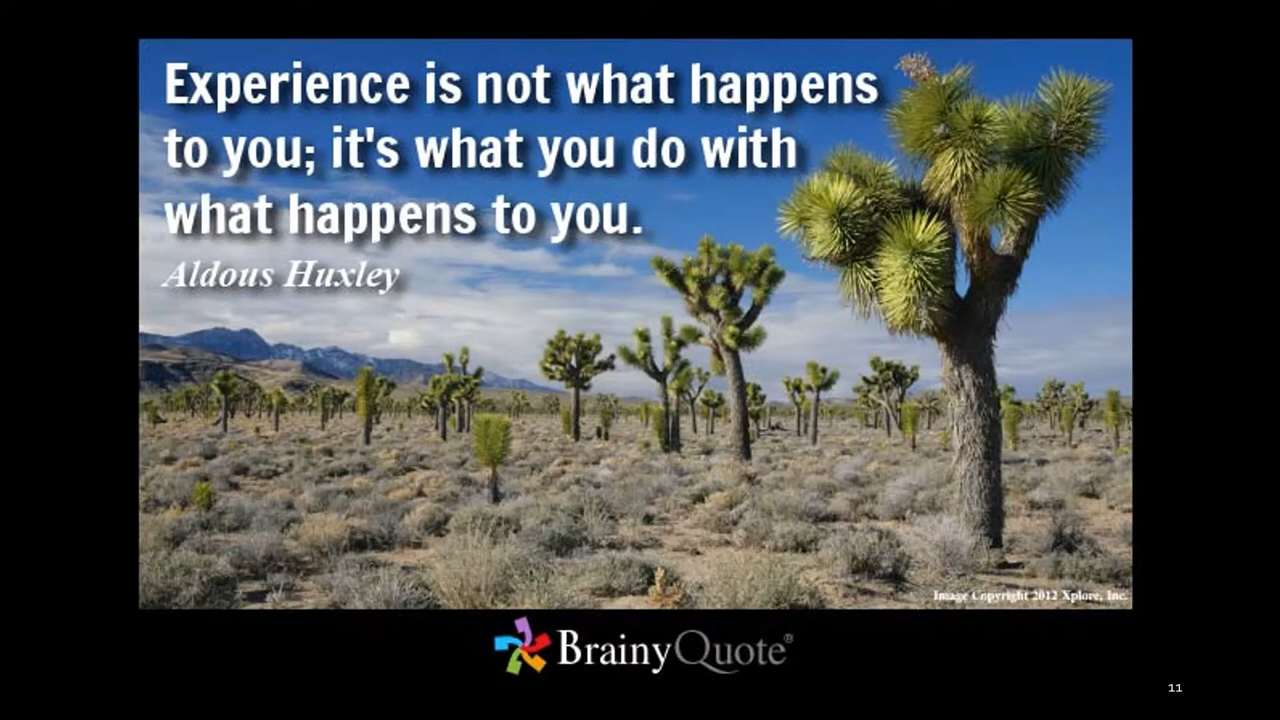 Experience is not what happens
to you; it's what you do with
what happens to you.
Aldous Huxley
Image Copyright 2012 Xplore, Inc.
BrainyQuote®
11